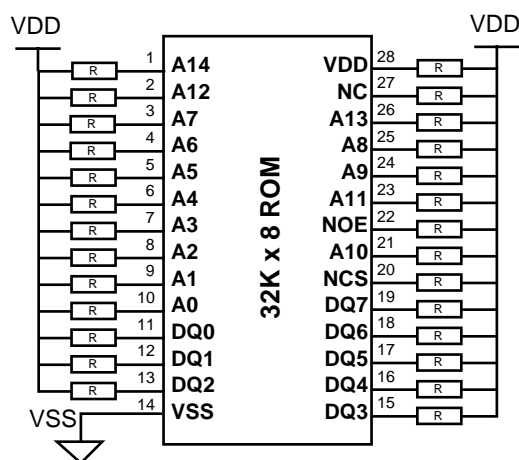 VDD VDD
R 1 A14 VDD 28 R
R 2 A12 NC 27 R
R 3 A7 A13 26 R
R 4 A6 A8 25 R
R 5 A5 A9 24 R
R 6 A4 A11 23 R
R 7 A3 NOE 22 R
R 8 A2 A10 21 R
R 9 A1 NCS 20 R
R 10 A0 DQ7 19 R
R 11 DQ0 DQ6 18 R
R 12 DQ1 DQ5 17 R
R 13 DQ2 DQ4 16 R
VSS 14 VSS DQ3 15 R
32K x 8 ROM